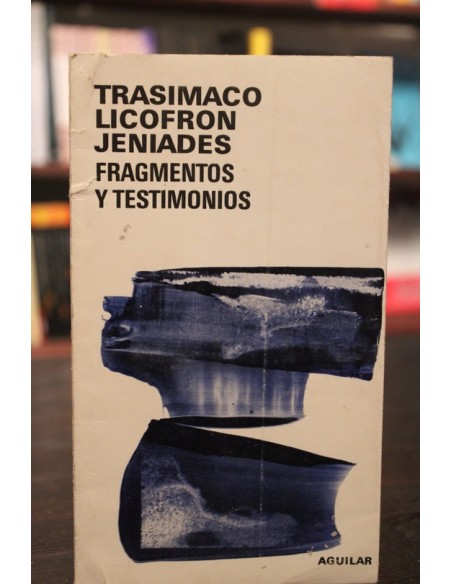 TRASIMACO
LICOFRON
JENIADES
FRAGMENTOS
Y TESTIMONIOS
AGUILAR